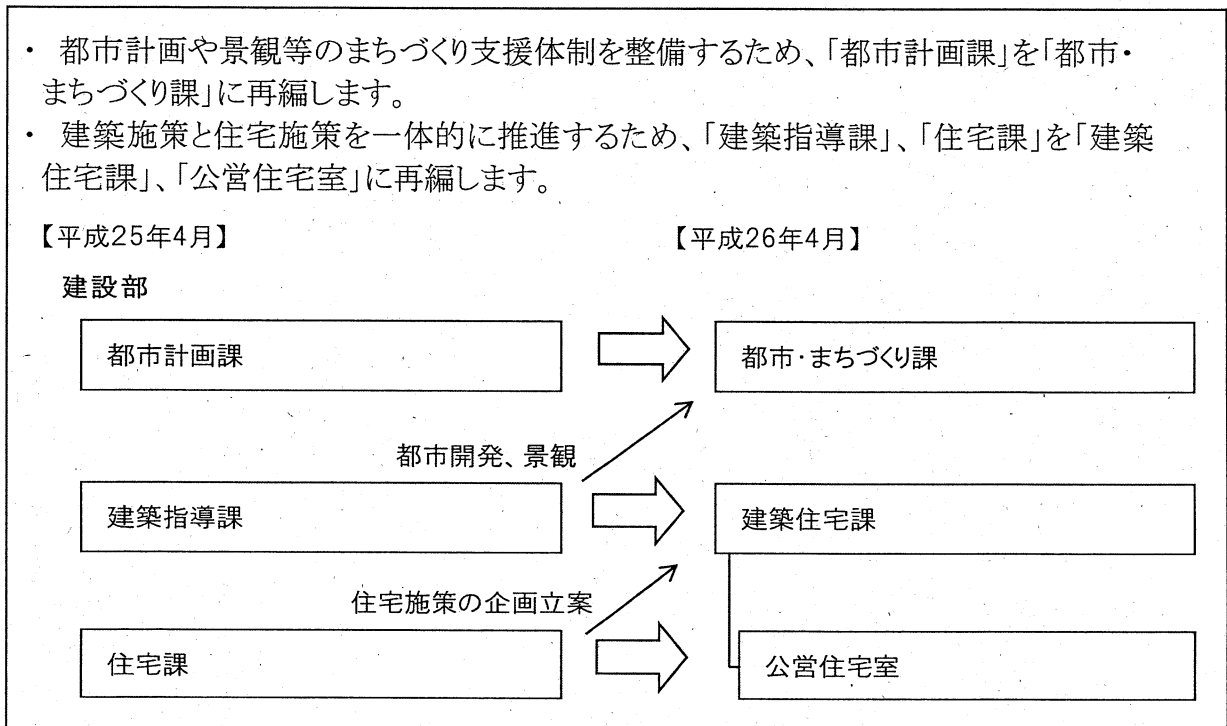 ・ 都市計画や景観等のまちづくり支援体制を整備するため、「都市計画課」を「都市・
まちづくり課」に再編します。
・ 建築施策と住宅施策を一体的に推進するため、「建築指導課」、「住宅課」を「建築
住宅課」、「公営住宅室」に再編します。
【平成25年4月】
【平成26年4月】
建設部
都市計画課
都市・まちづくり課
都市開発、景観
建築指導課
建築住宅課
住宅施策の企画立案
住宅課
公営住宅室